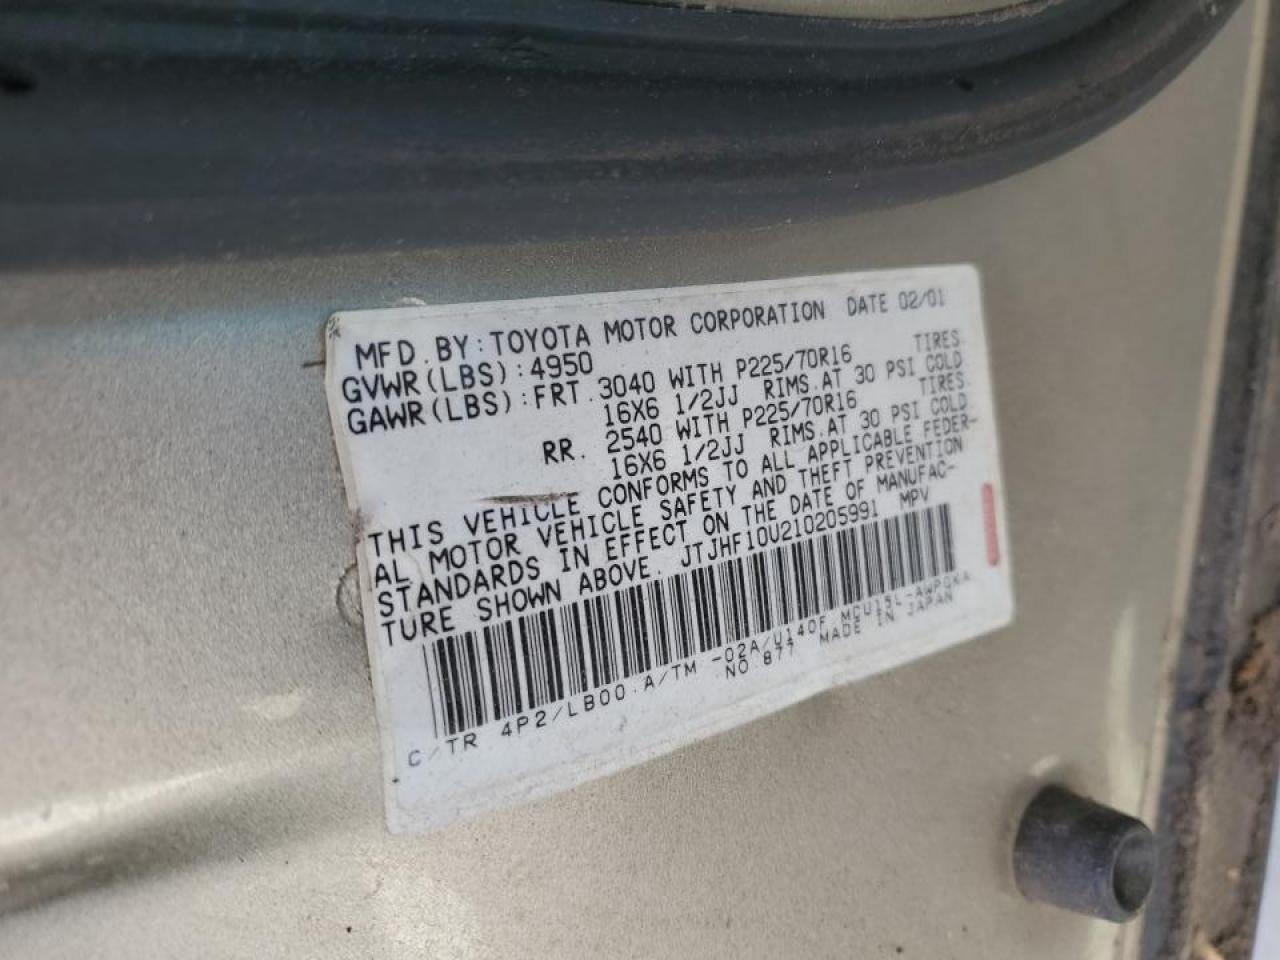 MFD. BY: TOYOTA MOTOR CORPORATION DATE 02/01
GVWR(LBS): 4950
GAWR(LBS): FRT. 3040 WITH P225/70R16 TIRES
16X6 1/2JJ RIMS.AT 30 PSI COLD
RR. 2540 WITH P225/70R16 TIRES.
16X6 1/2JJ RIMS.AT 30 PSI COLD.
THIS VEHICLE CONFORMS TO ALL APPLICABLE FEDER-
AL MOTOR VEHICLE SAFETY AND THEFT PREVENTION
STANDARDS IN EFFECT ON THE DATE OF MANUFAC-
TURE SHOWN ABOVE. JTJHF10U210205991 MPV
C/TR 4P2/LB00 A/TM -02A/U140F MCU15L-AWPGKA
NO.877 MADE IN JAPAN